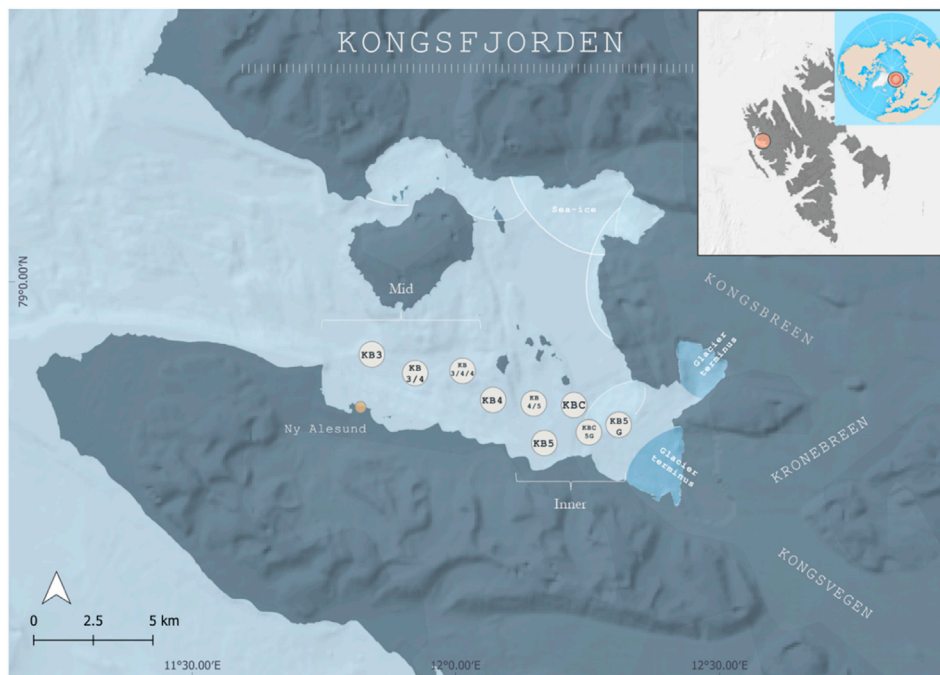 KONGSFJORDEN
Sea-ice
79°0.00'N
KONGSBREEN
Mid
Glacier
terminus
KB3
KB
3/4
KB
3/4/4
KB4
KB
4/5
KBC
KB5
G
KBC
5G
KB5
Ny Alesund
Glacier
terminus
KRONEBREEN
Inner
KONGSVEGEN
0 2.5 5 km
11°30.00'E
12°0.00'E
12°30.00'E